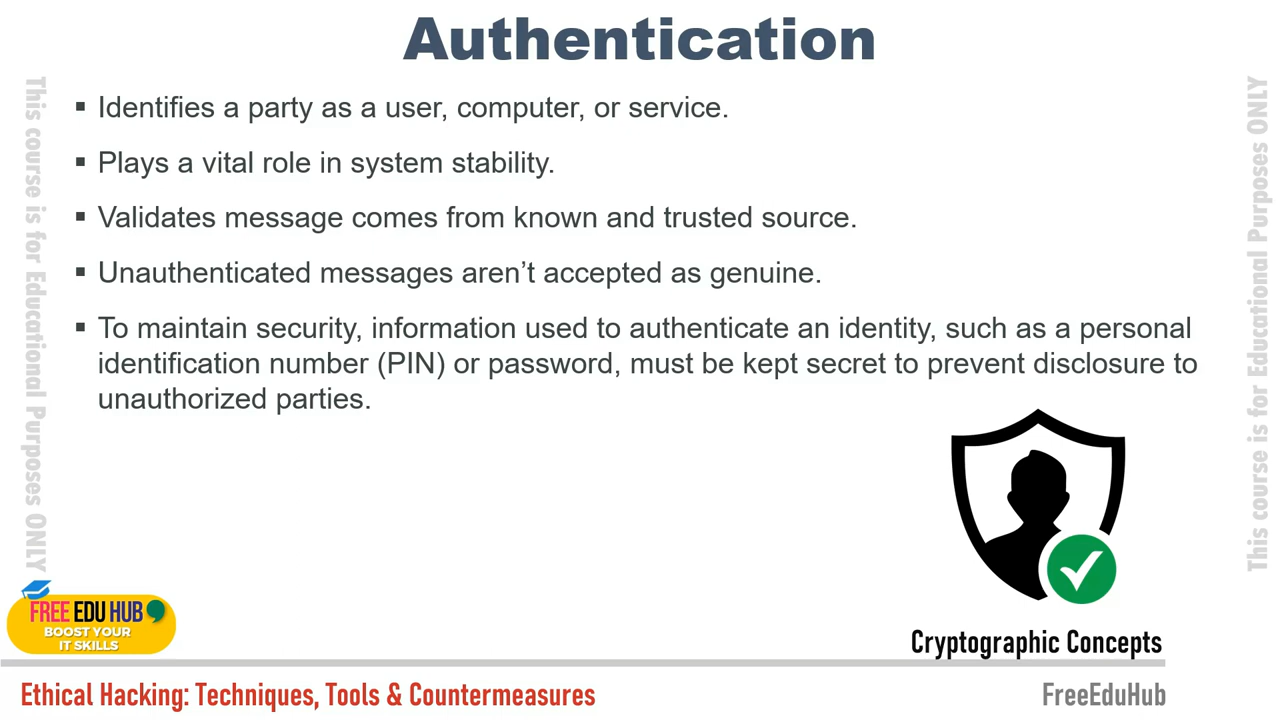 Authentication
▪ Identifies a party as a user, computer, or service.
▪ Plays a vital role in system stability.
▪ Validates message comes from known and trusted source.
▪ Unauthenticated messages aren’t accepted as genuine.
▪ To maintain security, information used to authenticate an identity, such as a personal
identification number (PIN) or password, must be kept secret to prevent disclosure to
unauthorized parties.
This course is for Educational Purposes ONLY
This course is for Educational Purposes ONLY
FREE EDU HUB
BOOST YOUR
IT SKILLS
Cryptographic Concepts
Ethical Hacking: Techniques, Tools & Countermeasures
FreeEduHub